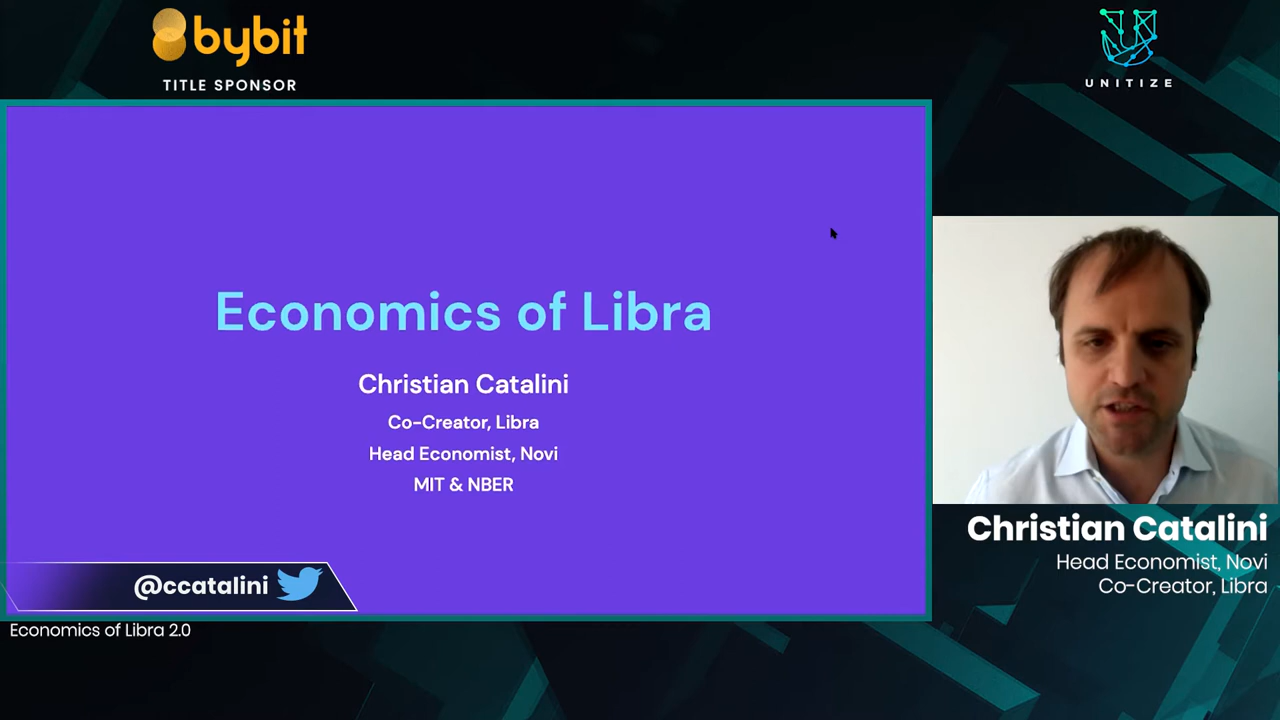 bybit
TITLE SPONSOR
UNITIZE
Economics of Libra
Christian Catalini
Co-Creator, Libra
Head Economist, Novi
MIT & NBER
@ccatalini
Economics of Libra 2.0
Christian Catalini
Head Economist, Novi
Co-Creator, Libra